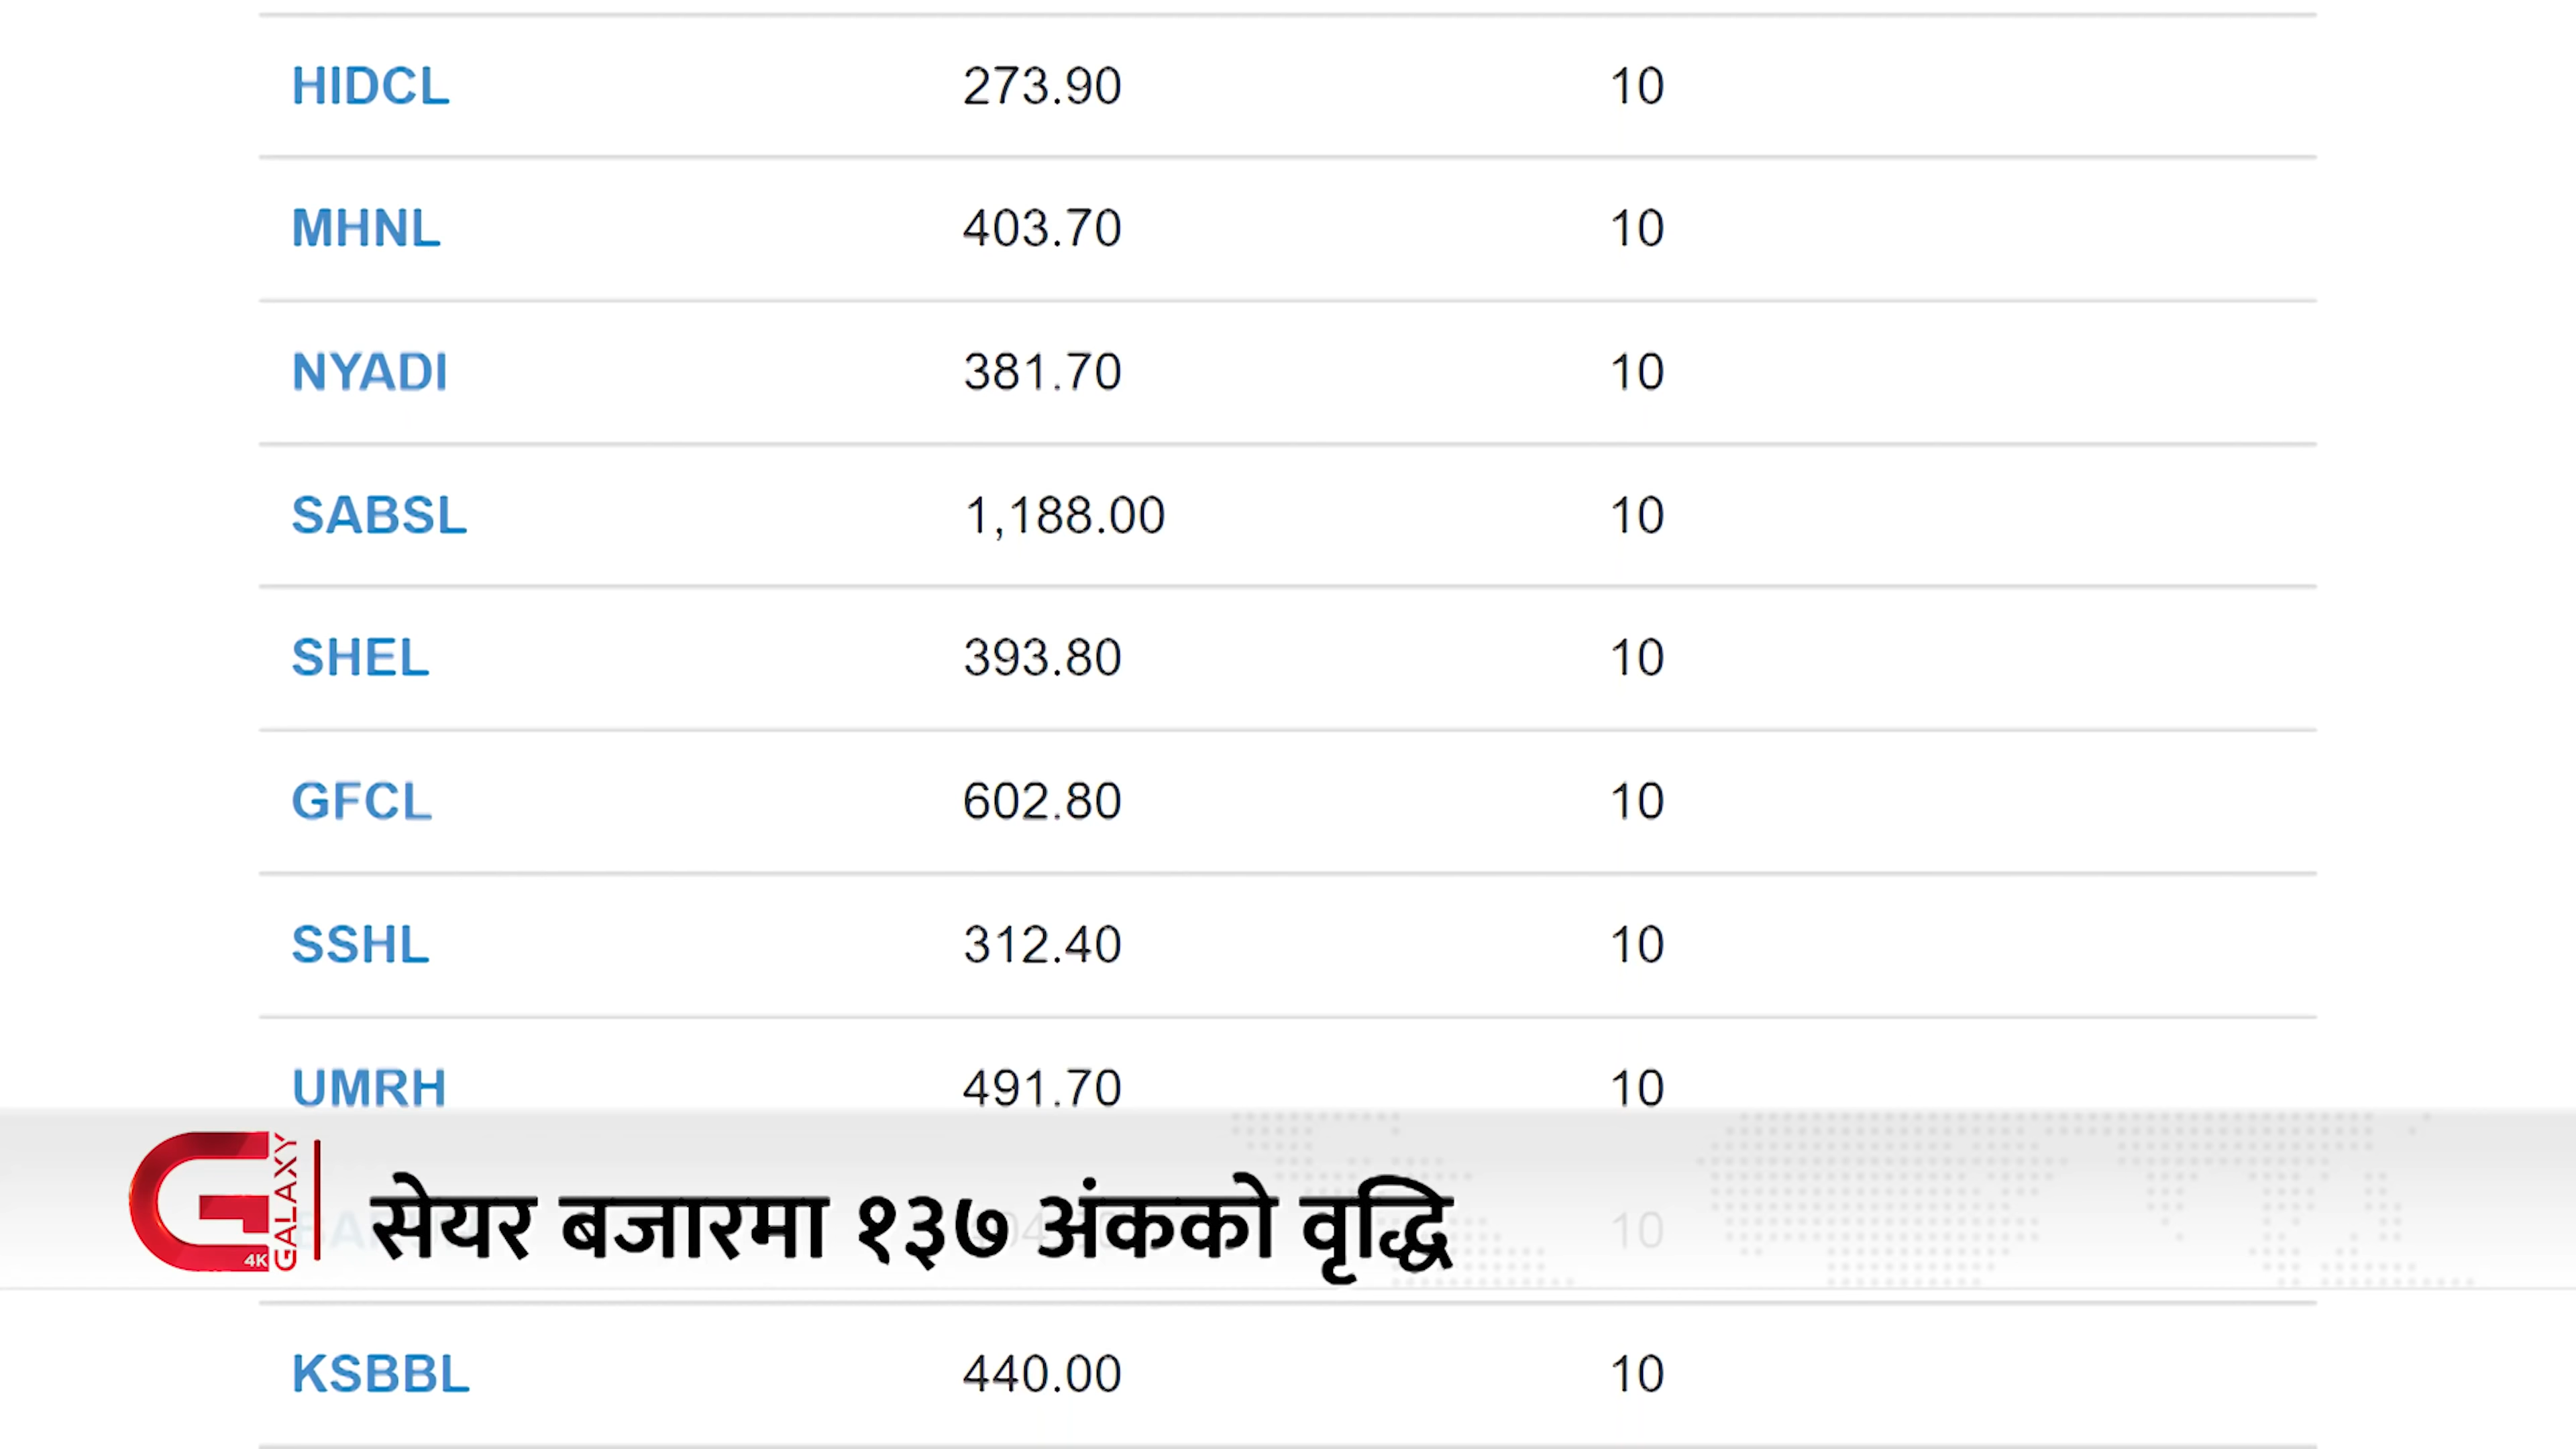 HIDCL 273.90 10
MHNL 403.70 10
NYADI 381.70 10
SABSL 1,188.00 10
SHEL 393.80 10
GFCL 602.80 10
SSHL 312.40 10
UMRH 491.70 10
GALAXY
4K
सेयर बजारमा १३७ अंकको वृद्धि
10
KSBBL 440.00 10